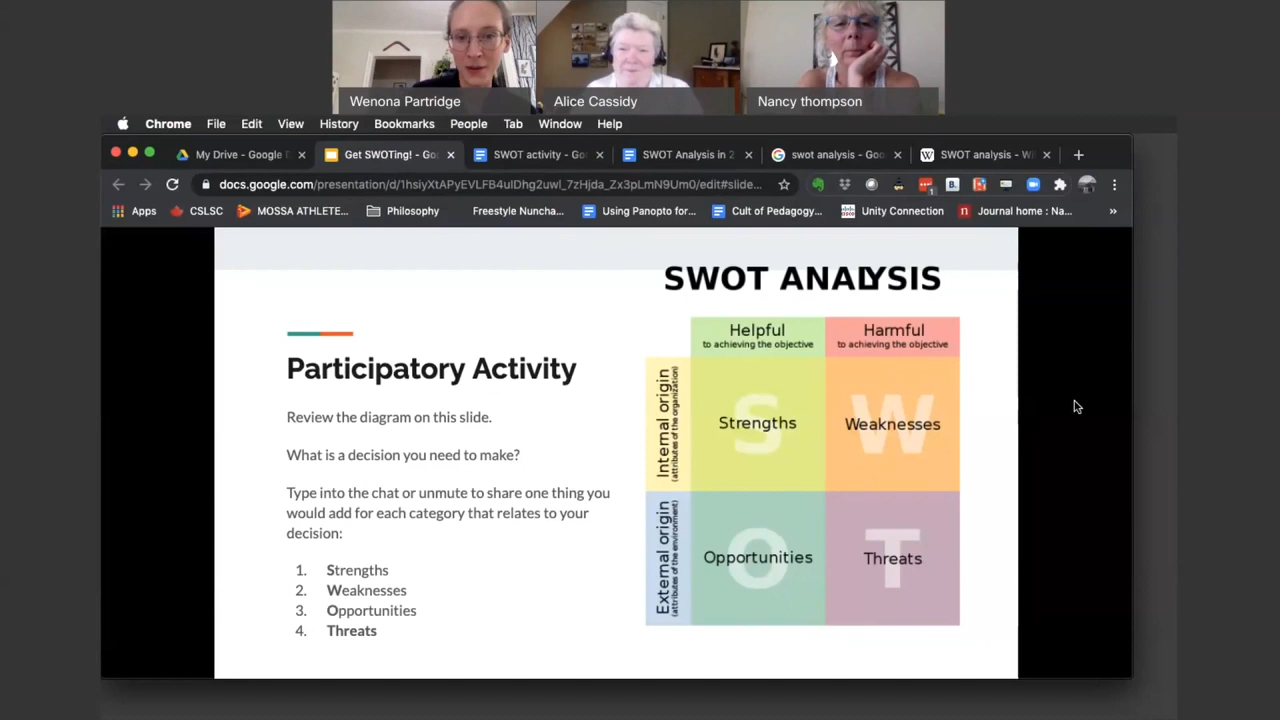 Wenona Partridge
Alice Cassidy
Nancy thompson
Chrome File Edit View History Bookmarks People Tab Window Help
My Drive - Google
Get SWOTing! - Go
SWOT activity - Go
SWOT Analysis in 2
swot analysis - Goo
SWOT analysis - Wi
docs.google.com/presentation/d/1hsiyXtAPyEVLFB4ulDhg2uwl_7zHjda_Zx3pLmN9Um0/edit#slide...
Apps
CSLSC
MOSSA ATHLETE...
Philosophy
Freestyle Nuncha...
Using Panopto for...
Cult of Pedagogy...
Unity Connection
Journal home : Na...
»
Participatory Activity
Review the diagram on this slide.
What is a decision you need to make?
Type into the chat or unmute to share one thing you
would add for each category that relates to your
decision:
1. Strengths
2. Weaknesses
3. Opportunities
4. Threats
SWOT ANALYSIS
Helpful
to achieving the objective
Harmful
to achieving the objective
Internal origin
(attributes of the organization)
S
Strengths
W
Weaknesses
External origin
(attributes of the environment)
O
Opportunities
T
Threats